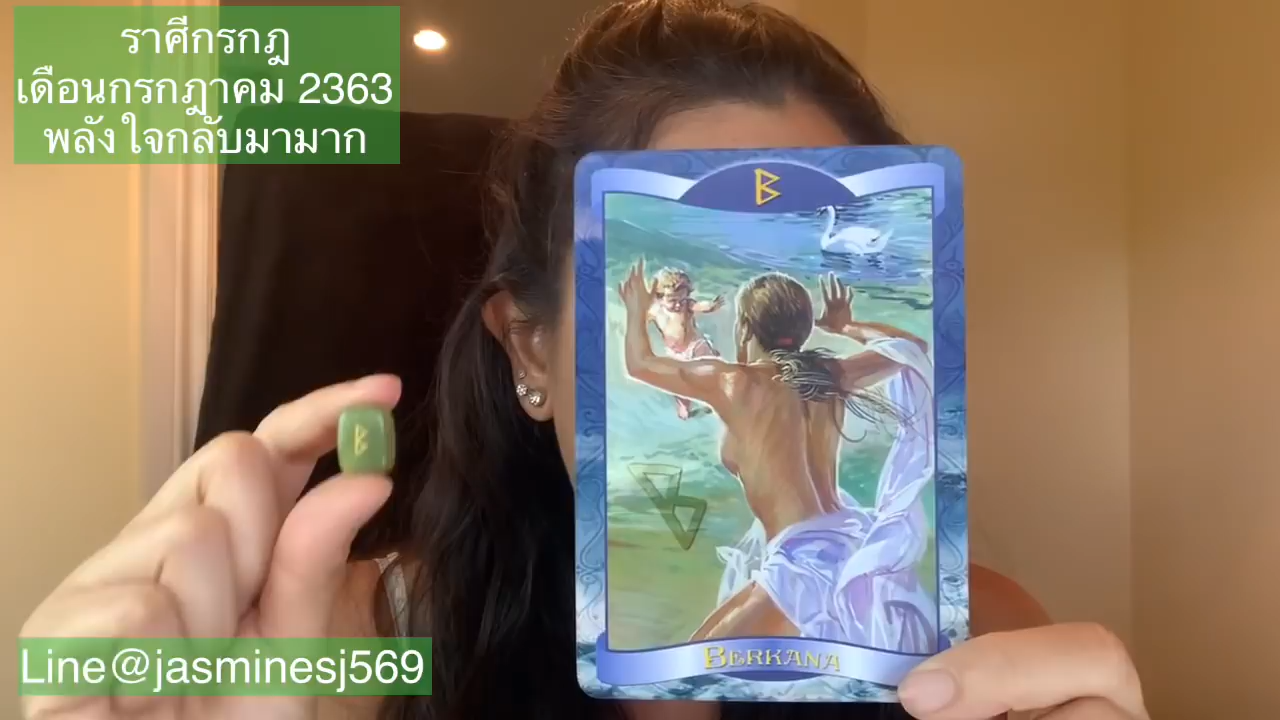 ราศีกรกฎ
เดือนกรกฎาคม 2363
พลังใจกลับมามาก
ᛒ
ᛒ
BERKANA
Line@jasminesj569